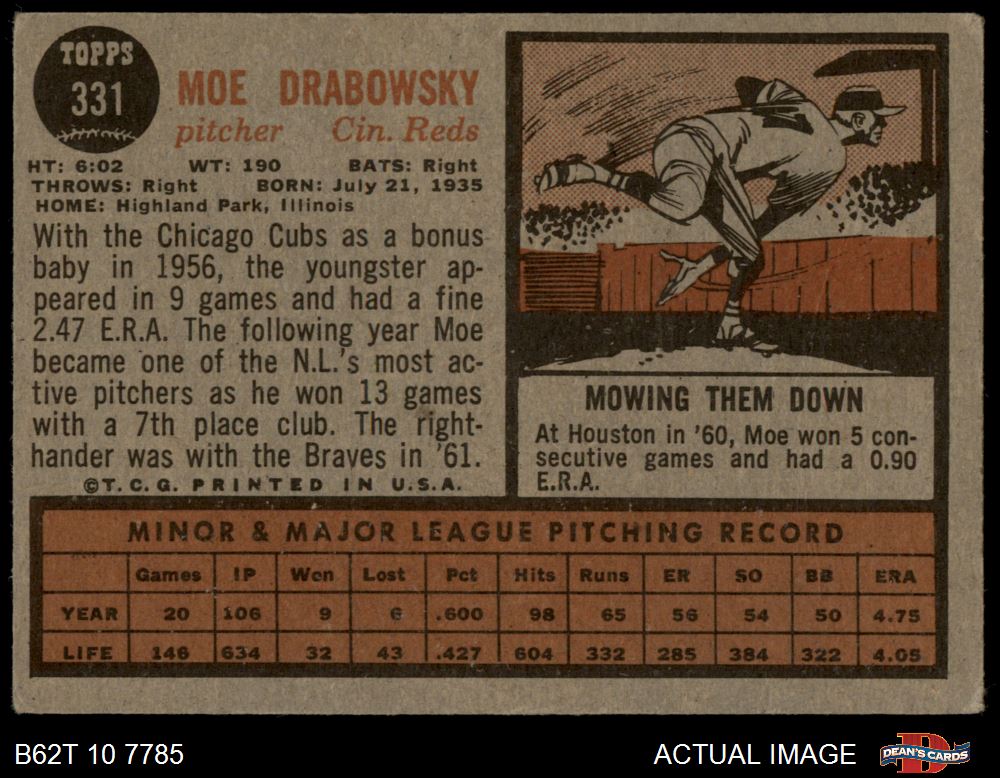 TOPPS
331
MOE DRABOWSKY
pitcher Cin. Reds
HT: 6:02 WT: 190 BATS: Right
THROWS: Right BORN: July 21, 1935
HOME: Highland Park, Illinois
With the Chicago Cubs as a bonus
baby in 1956, the youngster ap-
peared in 9 games and had a fine
2.47 E.R.A. The following year Moe
became one of the N.L.'s most ac-
tive pitchers as he won 13 games
with a 7th place club. The right-
hander was with the Braves in '61.
©T.C.G. PRINTED IN U.S.A.
MOWING THEM DOWN
At Houston in '60, Moe won 5 con-
secutive games and had a 0.90
E.R.A.
MINOR & MAJOR LEAGUE PITCHING RECORD
Games IP Won Lost Pct Hits Runs ER SO BB ERA
YEAR 20 106 9 6 .600 98 65 56 54 50 4.75
LIFE 146 634 32 43 .427 604 332 285 384 322 4.05
B62T 10 7785 ACTUAL IMAGE DEAN'S CARDS